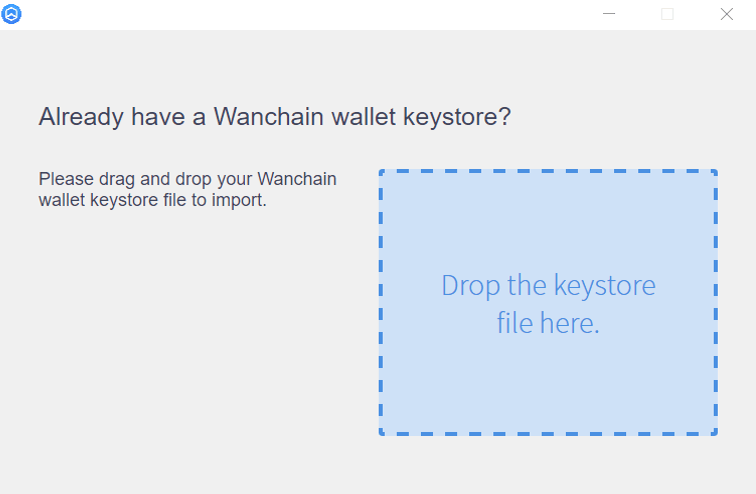 Already have a Wanchain wallet keystore?
Please drag and drop your Wanchain
wallet keystore file to import.
Drop the keystore
file here.